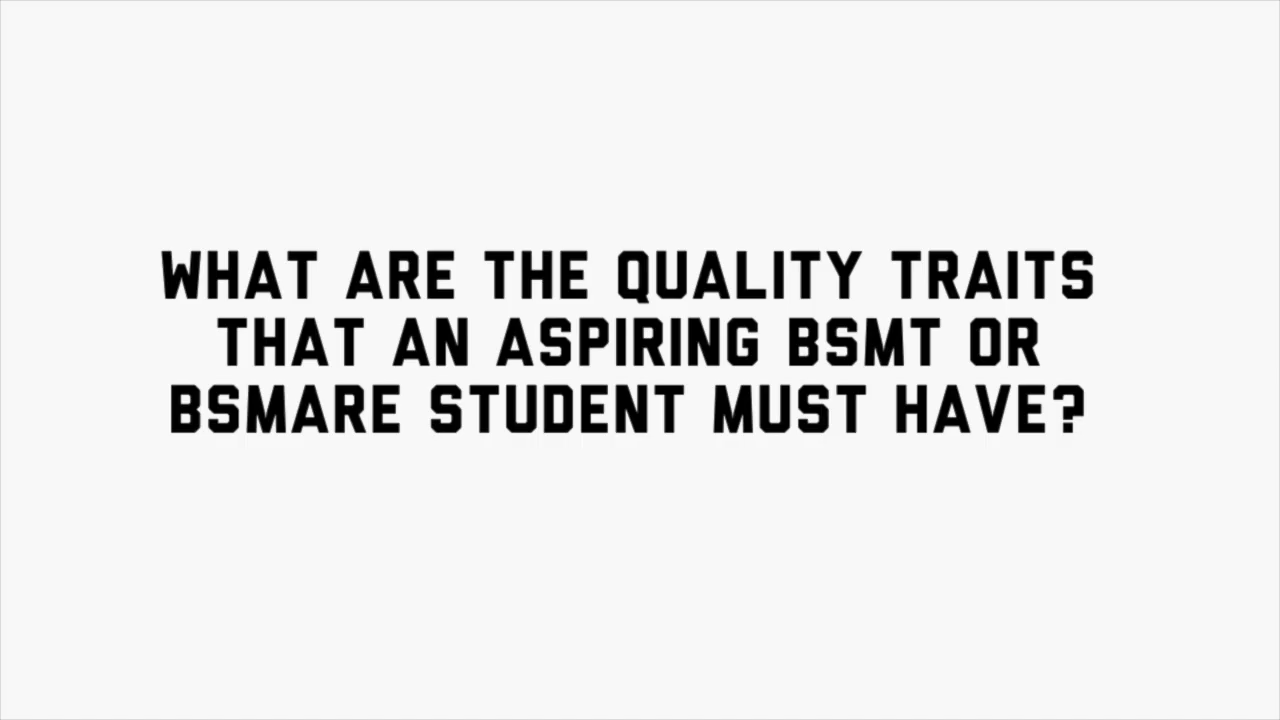 WHAT ARE THE QUALITY TRAITS
THAT AN ASPIRING BSMT OR
BSMARE STUDENT MUST HAVE?